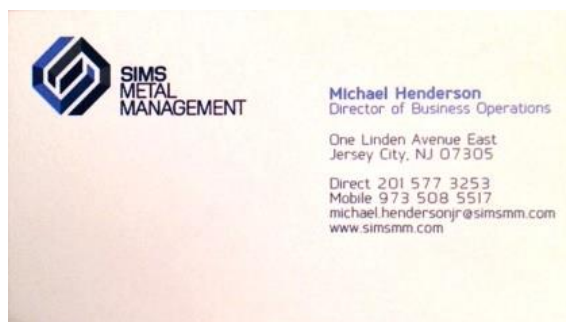 SIMS
METAL
MANAGEMENT
Michael Henderson
Director of Business Operations
One Linden Avenue East
Jersey City, NJ 07305
Direct 201 577 3253
Mobile 973 508 5517
michael.hendersonjr@simsmm.com
www.simsmm.com